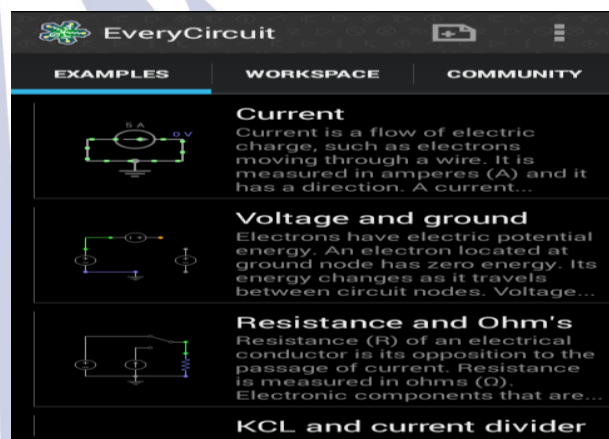 EveryCircuit
EXAMPLES WORKSPACE COMMUNITY
5 A
0 V
Current
Current is a flow of electric
charge, such as electrons
moving through a wire. It is
measured in amperes (A) and it
has a direction. A current...
Voltage and ground
Electrons have electric potential
energy. An electron located at
ground node has zero energy. Its
energy changes as it travels
between circuit nodes. Voltage...
Resistance and Ohm's
Resistance (R) of an electrical
conductor is its opposition to the
passage of current. Resistance
is measured in ohms (Ω).
Electronic components that are...
KCL and current divider